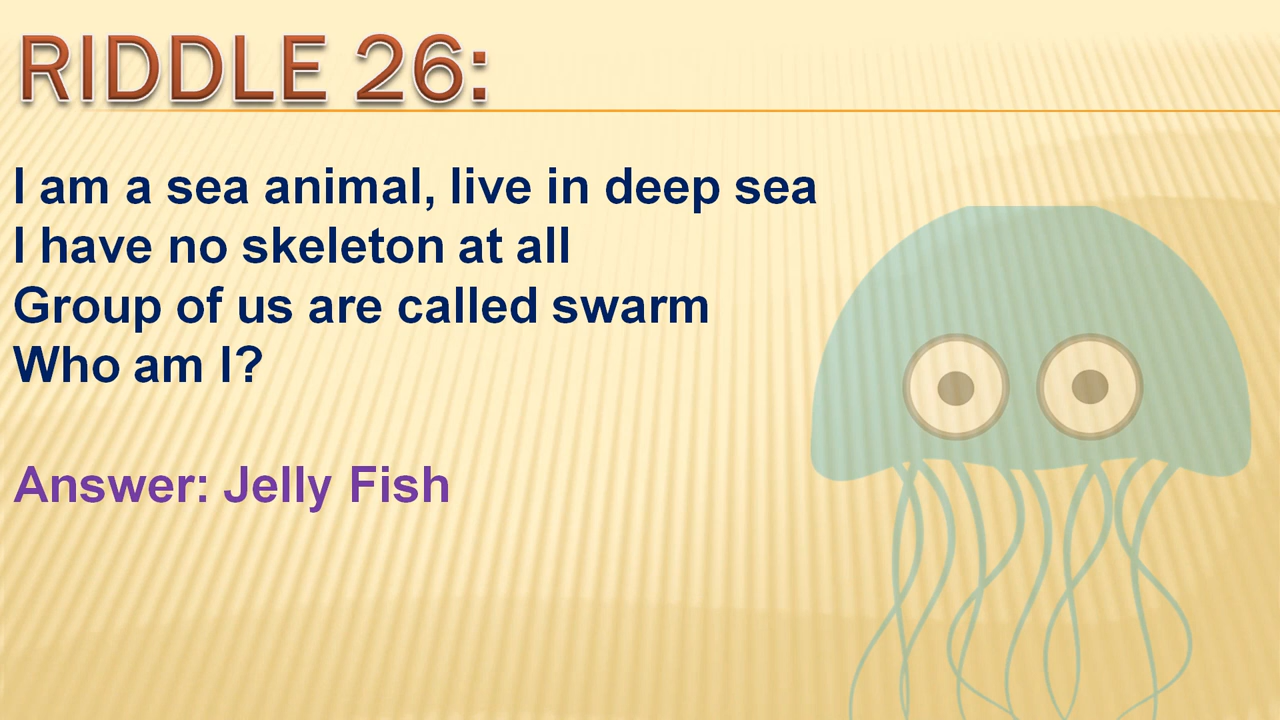 RIDDLE 26:
I am a sea animal, live in deep sea
I have no skeleton at all
Group of us are called swarm
Who am I?
Answer: Jelly Fish